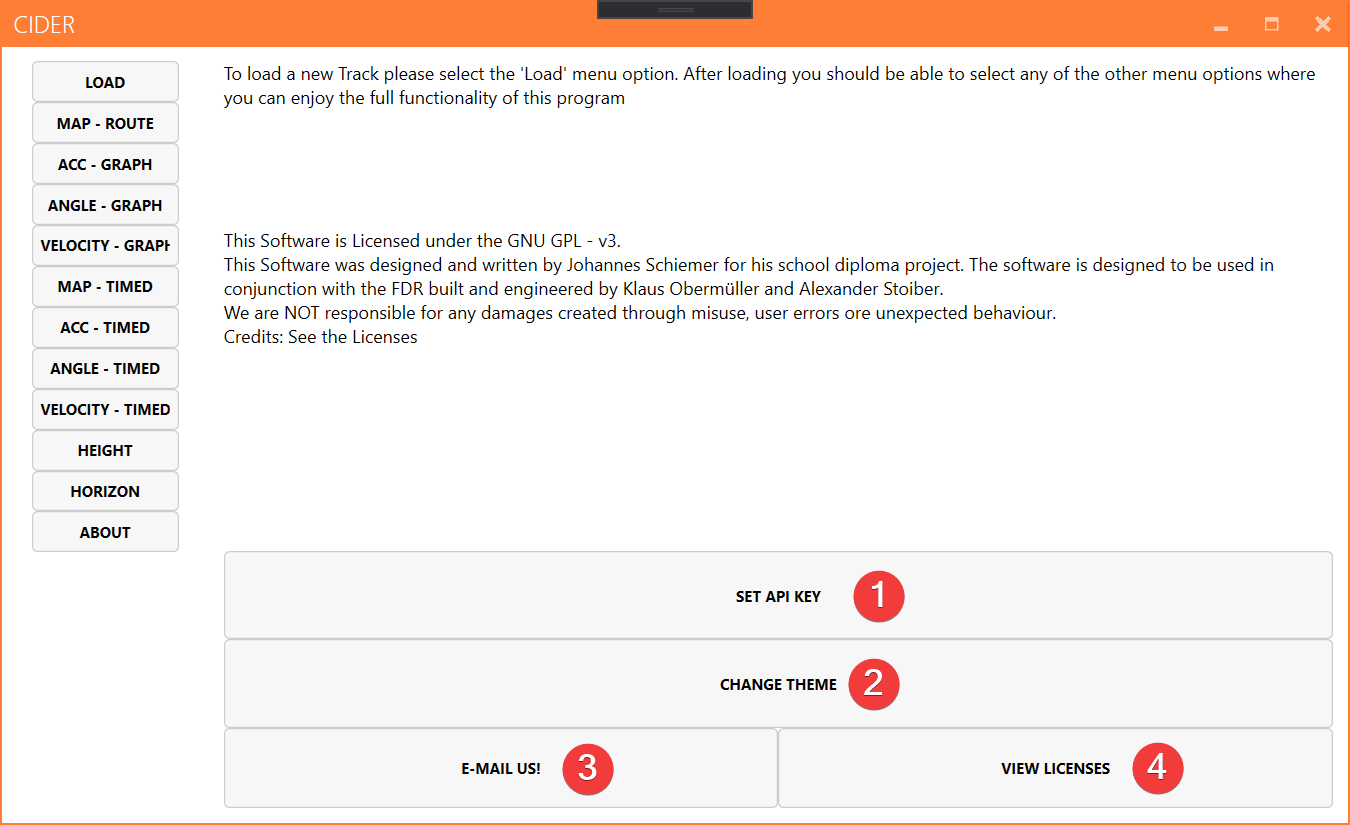 CIDER
LOAD
MAP - ROUTE
ACC - GRAPH
ANGLE - GRAPH
VELOCITY - GRAPH
MAP - TIMED
ACC - TIMED
ANGLE - TIMED
VELOCITY - TIMED
HEIGHT
HORIZON
ABOUT
To load a new Track please select the 'Load' menu option. After loading you should be able to select any of the other menu options where
you can enjoy the full functionality of this program
This Software is Licensed under the GNU GPL - v3.
This Software was designed and written by Johannes Schiemer for his school diploma project. The software is designed to be used in
conjunction with the FDR built and engineered by Klaus Obermüller and Alexander Stoiber.
We are NOT responsible for any damages created through misuse, user errors ore unexpected behaviour.
Credits: See the Licenses
SET API KEY 1
CHANGE THEME 2
E-MAIL US! 3
VIEW LICENSES 4